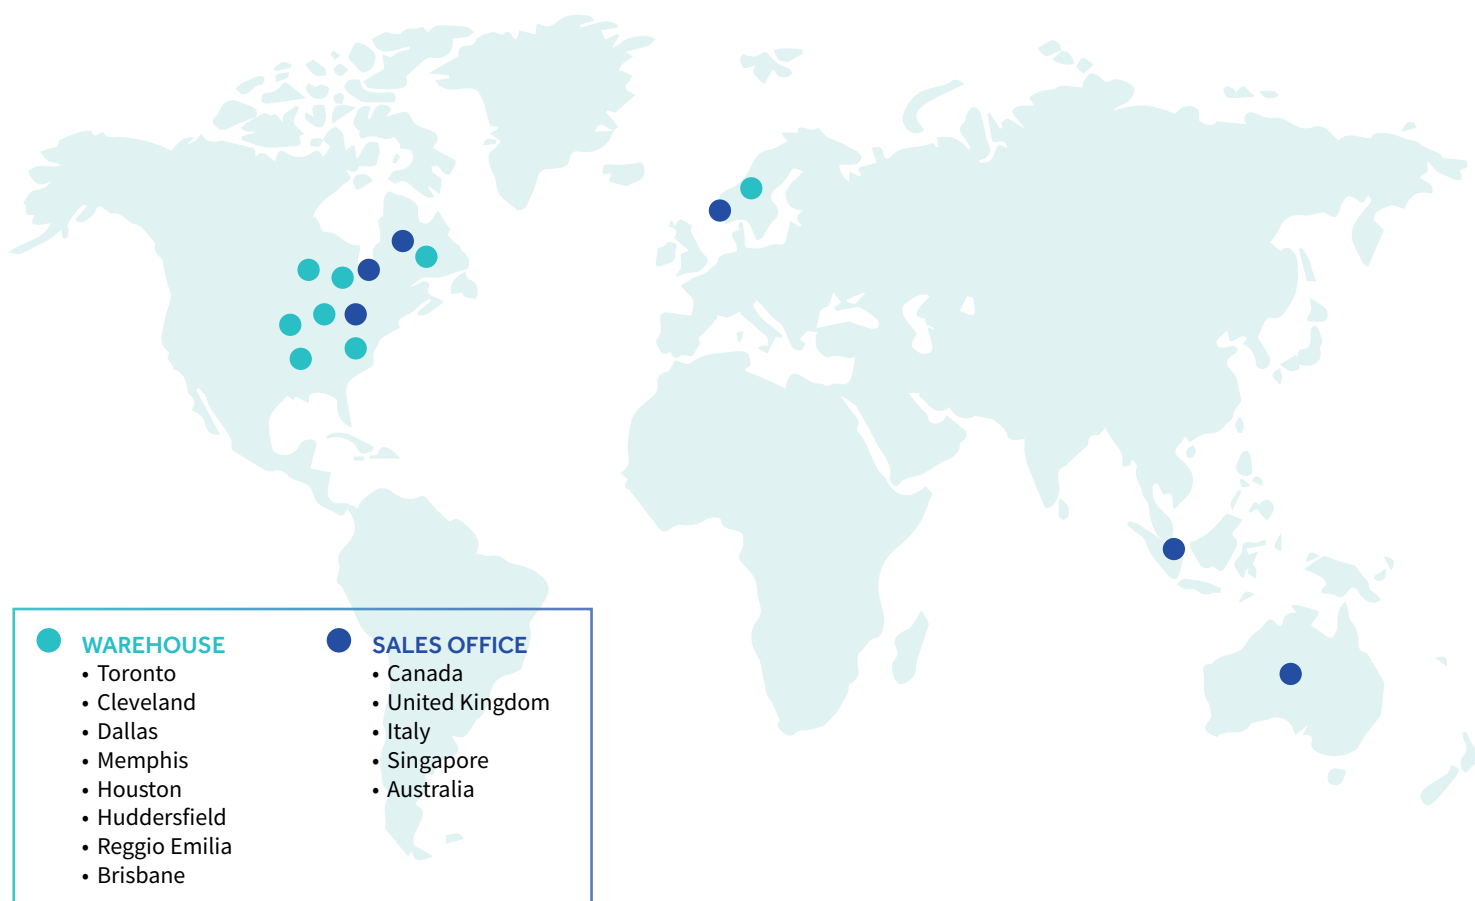 WAREHOUSE
• Toronto
• Cleveland
• Dallas
• Memphis
• Houston
• Huddersfield
• Reggio Emilia
• Brisbane
SALES OFFICE
• Canada
• United Kingdom
• Italy
• Singapore
• Australia